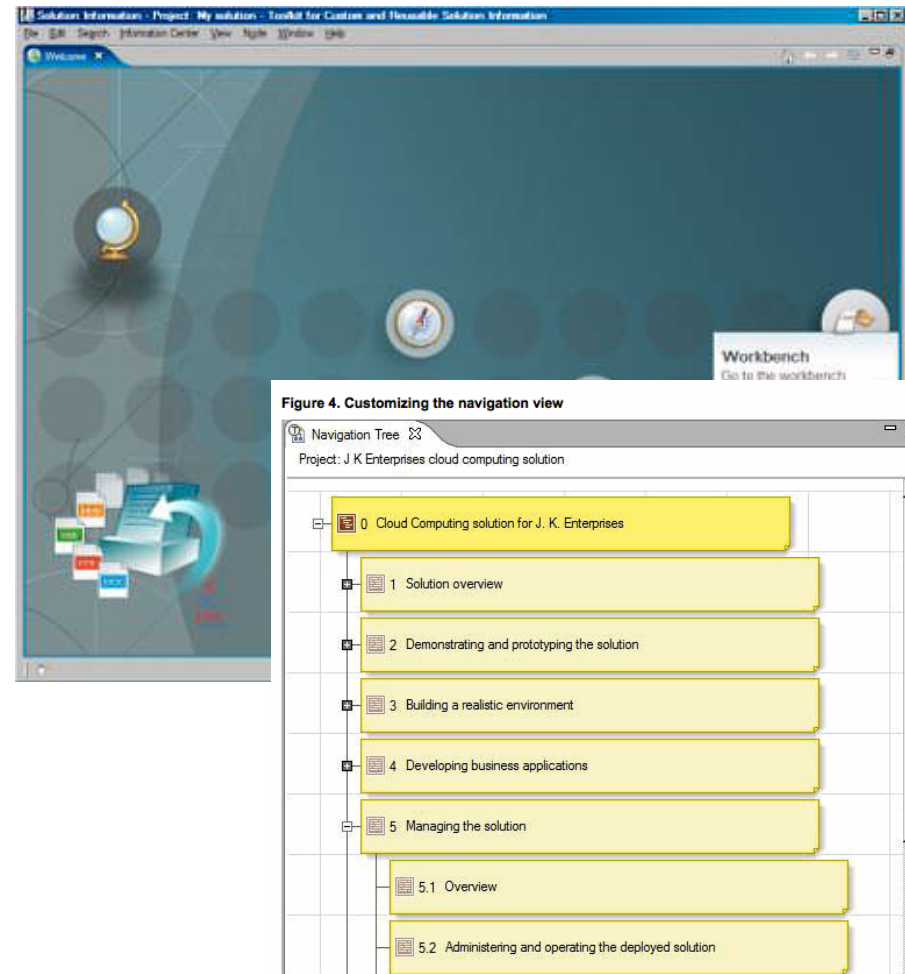 Solution Information - Project: My solution - Toolkit for Custom and Reusable Solution Information
File Edit Search Information Center View Node Window Help
Welcome
Workbench
Go to the workbench
Figure 4. Customizing the navigation view
Navigation Tree
Project: J K Enterprises cloud computing solution
0 Cloud Computing solution for J. K. Enterprises
1 Solution overview
2 Demonstrating and prototyping the solution
3 Building a realistic environment
4 Developing business applications
5 Managing the solution
5.1 Overview
5.2 Administering and operating the deployed solution